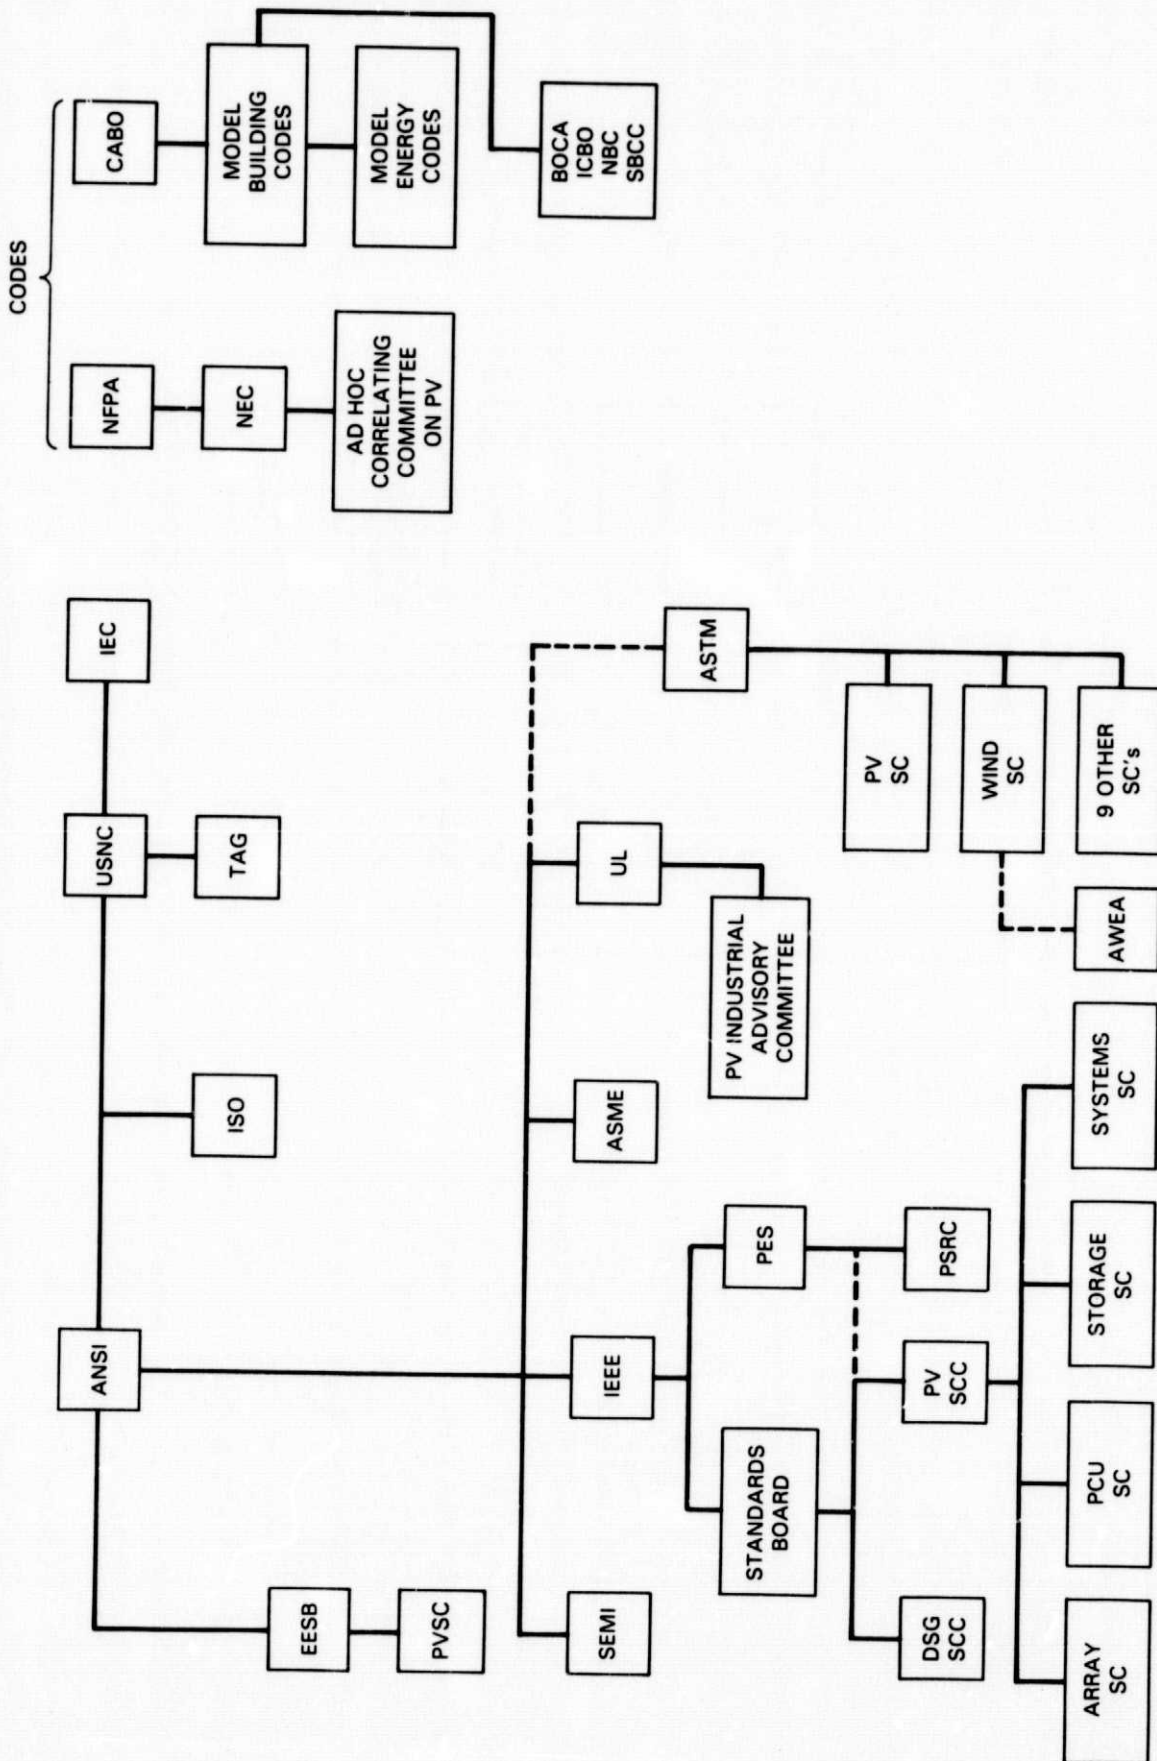 CODES
NFPA
CABO
NEC
MODEL
BUILDING
CODES
AD HOC
CORRELATING
COMMITTEE
ON PV
MODEL
ENERGY
CODES
BOCA
ICBO
NBC
SBCC
ANSI
USNC
IEC
ISO
TAG
EESB
PVSC
SEMI
IEEE
ASME
UL
ASTM
STANDARDS
BOARD
PES
PV INDUSTRIAL
ADVISORY
COMMITTEE
PV
SC
DSG
SCC
PV
SCC
PSRC
WIND
SC
ARRAY
SC
PCU
SC
STORAGE
SC
SYSTEMS
SC
AWEA
9 OTHER
SC's